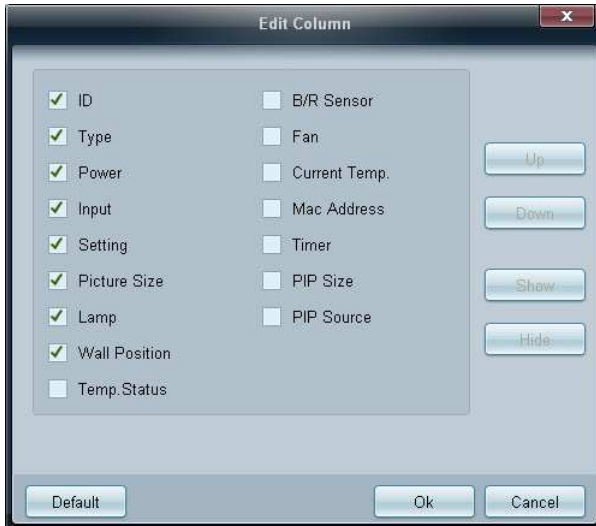 Edit Column
x
ID
Type
Power
Input
Setting
Picture Size
Lamp
Wall Position
Temp.Status
B/R Sensor
Fan
Current Temp.
Mac Address
Timer
PIP Size
PIP Source
Up
Down
Show
Hide
Default
Ok
Cancel